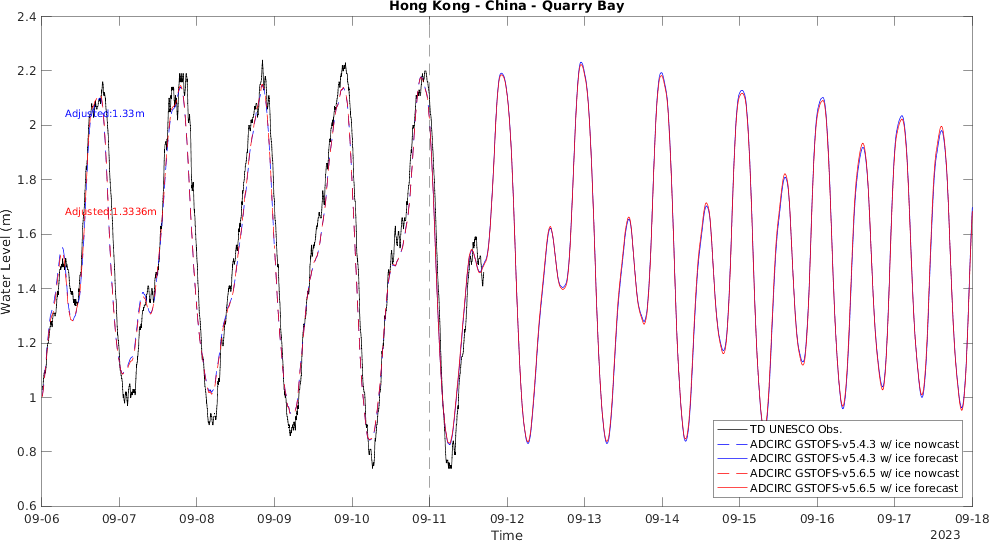 Hong Kong - China - Quarry Bay
2.4
2.2
2
1.8
1.6
1.4
1.2
1
0.8
0.6
Water Level (m)
Adjusted:1.33m
Adjusted:1.3336m
TD UNESCO Obs.
ADCIRC GSTOFS-v5.4.3 w/ ice nowcast
ADCIRC GSTOFS-v5.4.3 w/ ice forecast
ADCIRC GSTOFS-v5.6.5 w/ ice nowcast
ADCIRC GSTOFS-v5.6.5 w/ ice forecast
09-06 09-07 09-08 09-09 09-10 09-11 09-12 09-13 09-14 09-15 09-16 09-17 09-18
Time
2023